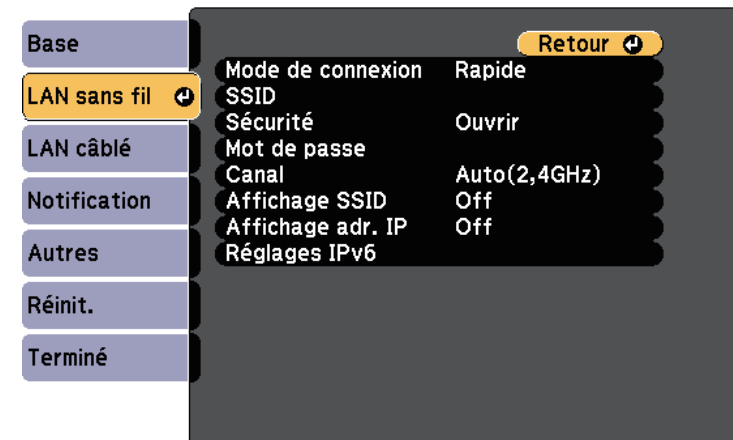 Base
LAN sans fil
LAN câblé
Notification
Autres
Réinit.
Terminé
Retour
Mode de connexion Rapide
SSID
Sécurité Ouvrir
Mot de passe
Canal Auto(2,4GHz)
Affichage SSID Off
Affichage adr. IP Off
Réglages IPv6